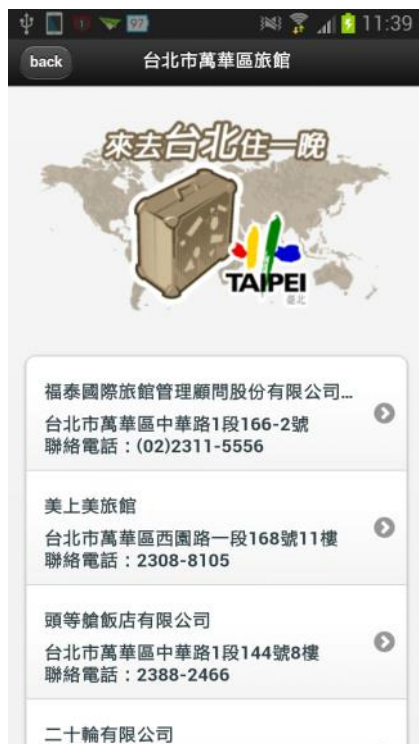 97
11:39
back
台北市萬華區旅館
來去台北住一晚
TAIPEI
臺北
福泰國際旅館管理顧問股份有限公司...
台北市萬華區中華路1段166-2號
聯絡電話：(02)2311-5556
美上美旅館
台北市萬華區西園路一段168號11樓
聯絡電話：2308-8105
頭等艙飯店有限公司
台北市萬華區中華路1段144號8樓
聯絡電話：2388-2466
二十輪有限公司